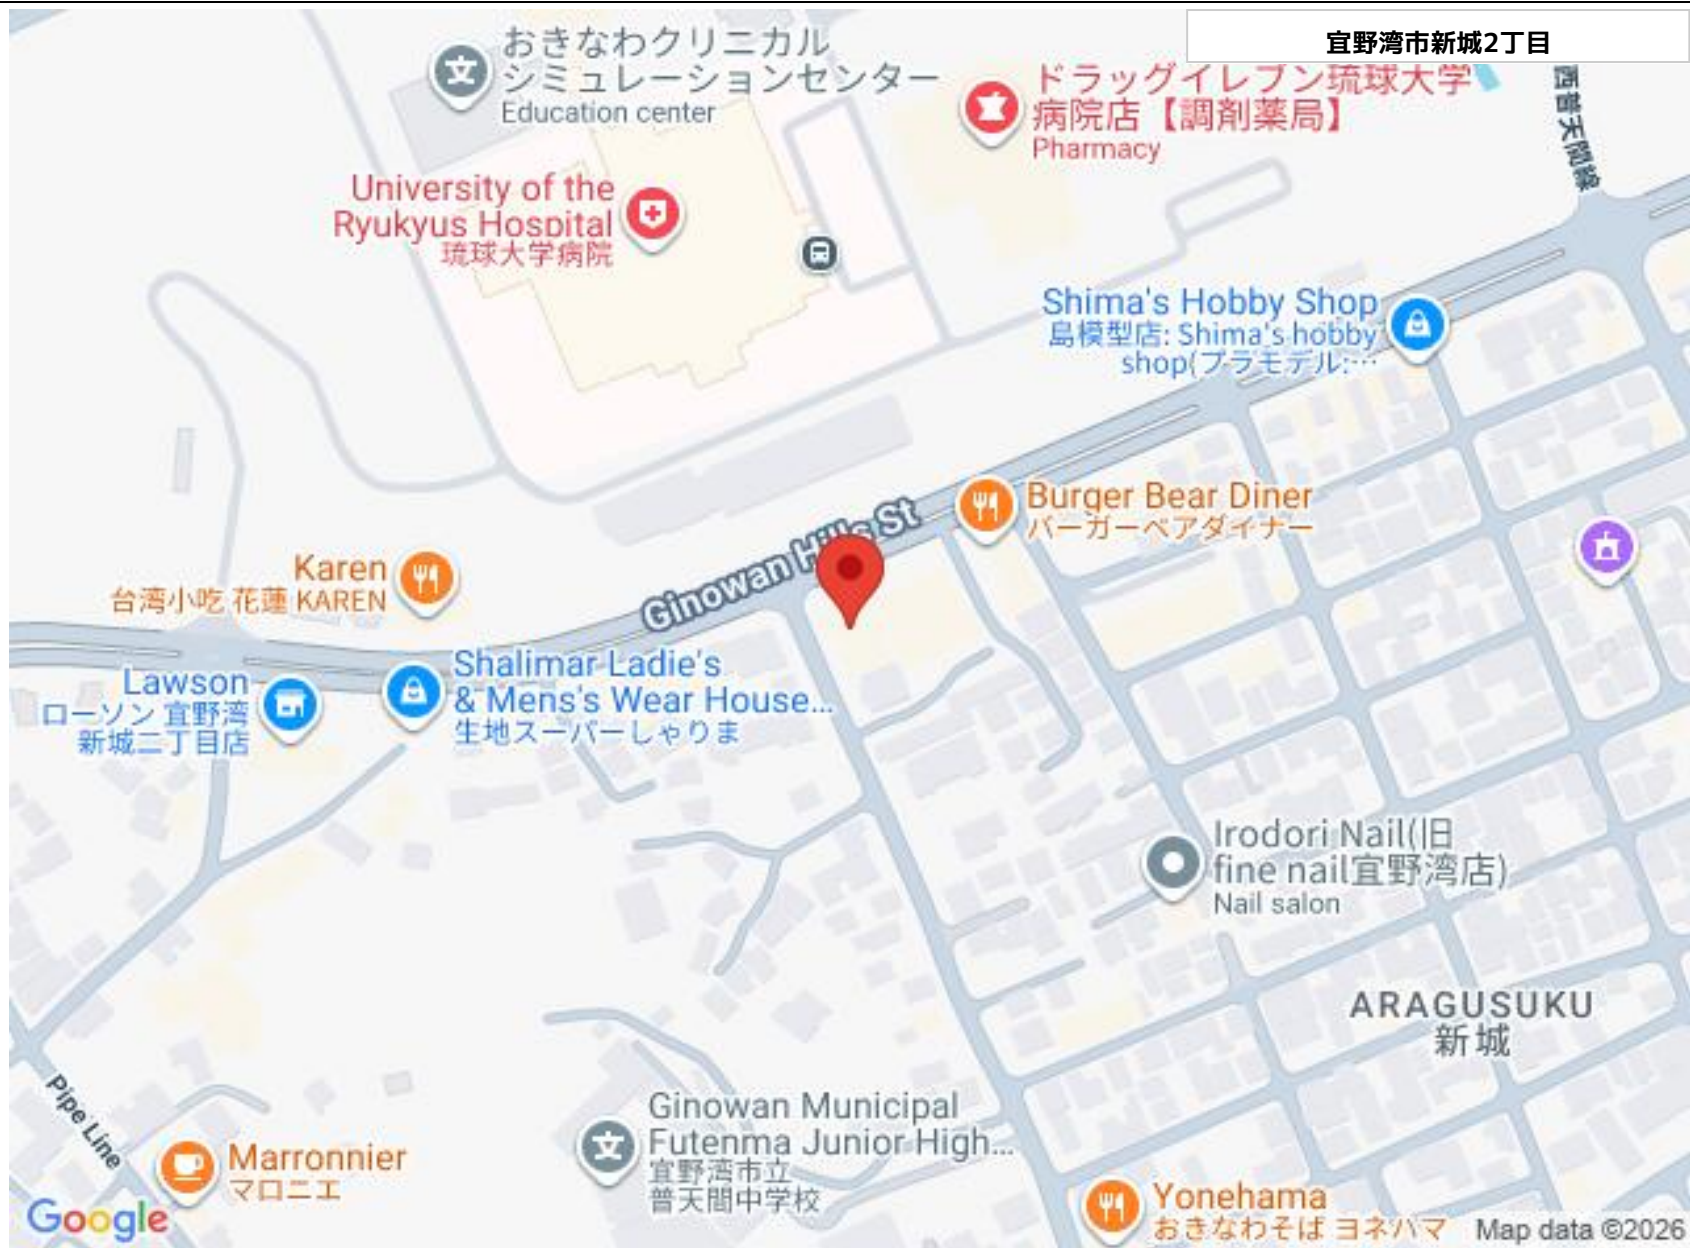 宜野湾市新城2丁目
おきなわクリニカル
シミュレーションセンター
Education center
ドラッグイレブン琉球大学
病院店【調剤薬局】
Pharmacy
西普天間線
University of the
Ryukyus Hospital
琉球大学病院
Shima's Hobby Shop
島模型店: Shima's hobby
shop(プラモデル:…
Burger Bear Diner
バーガーベアダイナー
Ginowan Hills St
Karen
台湾小吃 花蓮 KAREN
Lawson
ローソン 宜野湾
新城二丁目店
Shalimar Ladie's
& Mens's Wear House...
生地スーパーしゃりま
Irodori Nail(旧
fine nail宜野湾店)
Nail salon
ARAGUSUKU
新城
Pipe Line
Ginowan Municipal
Futenma Junior High...
宜野湾市立
普天間中学校
Marronnier
マロニエ
Yonehama
おきなわそば ヨネハマ
Google
Map data ©2026